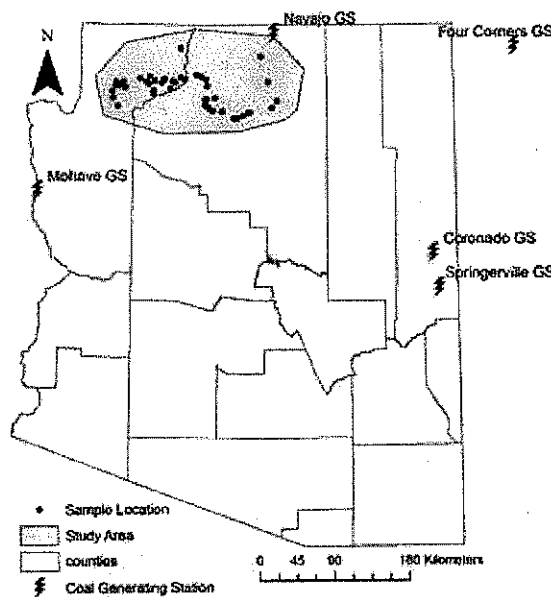 Navajo GS
Four Corners GS
N
Mohave GS
Coronado GS
Springerville GS
Sample Location
Study Area
counties
Coal Generating Station
0 45 90 180 Kilometers